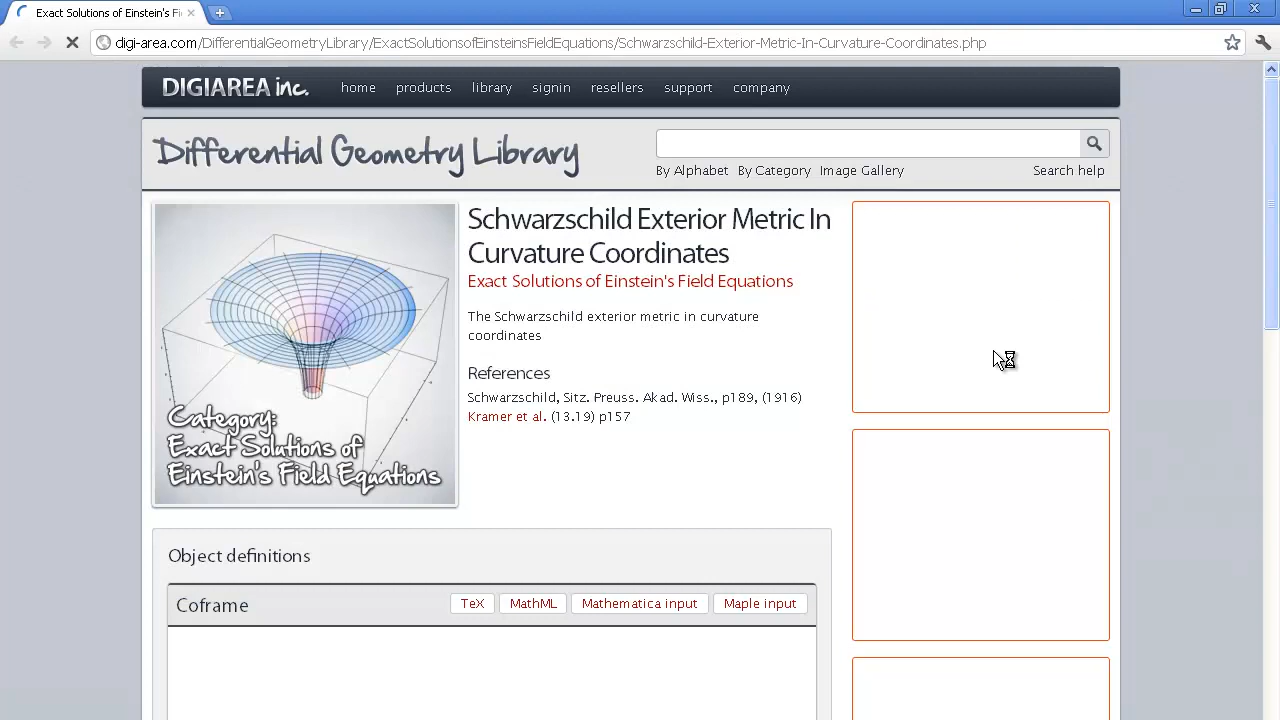 Exact Solutions of Einstein's Fi
digi-area.com/DifferentialGeometryLibrary/ExactSolutionsofEinsteinsFieldEquations/Schwarzschild-Exterior-Metric-In-Curvature-Coordinates.php
DIGIAREA inc. home products library signin resellers support company
Differential Geometry Library
By Alphabet By Category Image Gallery Search help
Category:
Exact Solutions of
Einstein's Field Equations
Schwarzschild Exterior Metric In
Curvature Coordinates
Exact Solutions of Einstein's Field Equations
The Schwarzschild exterior metric in curvature
coordinates
References
Schwarzschild, Sitz. Preuss. Akad. Wiss., p189, (1916)
Kramer et al. (13.19) p157
Object definitions
Coframe TeX MathML Mathematica input Maple input